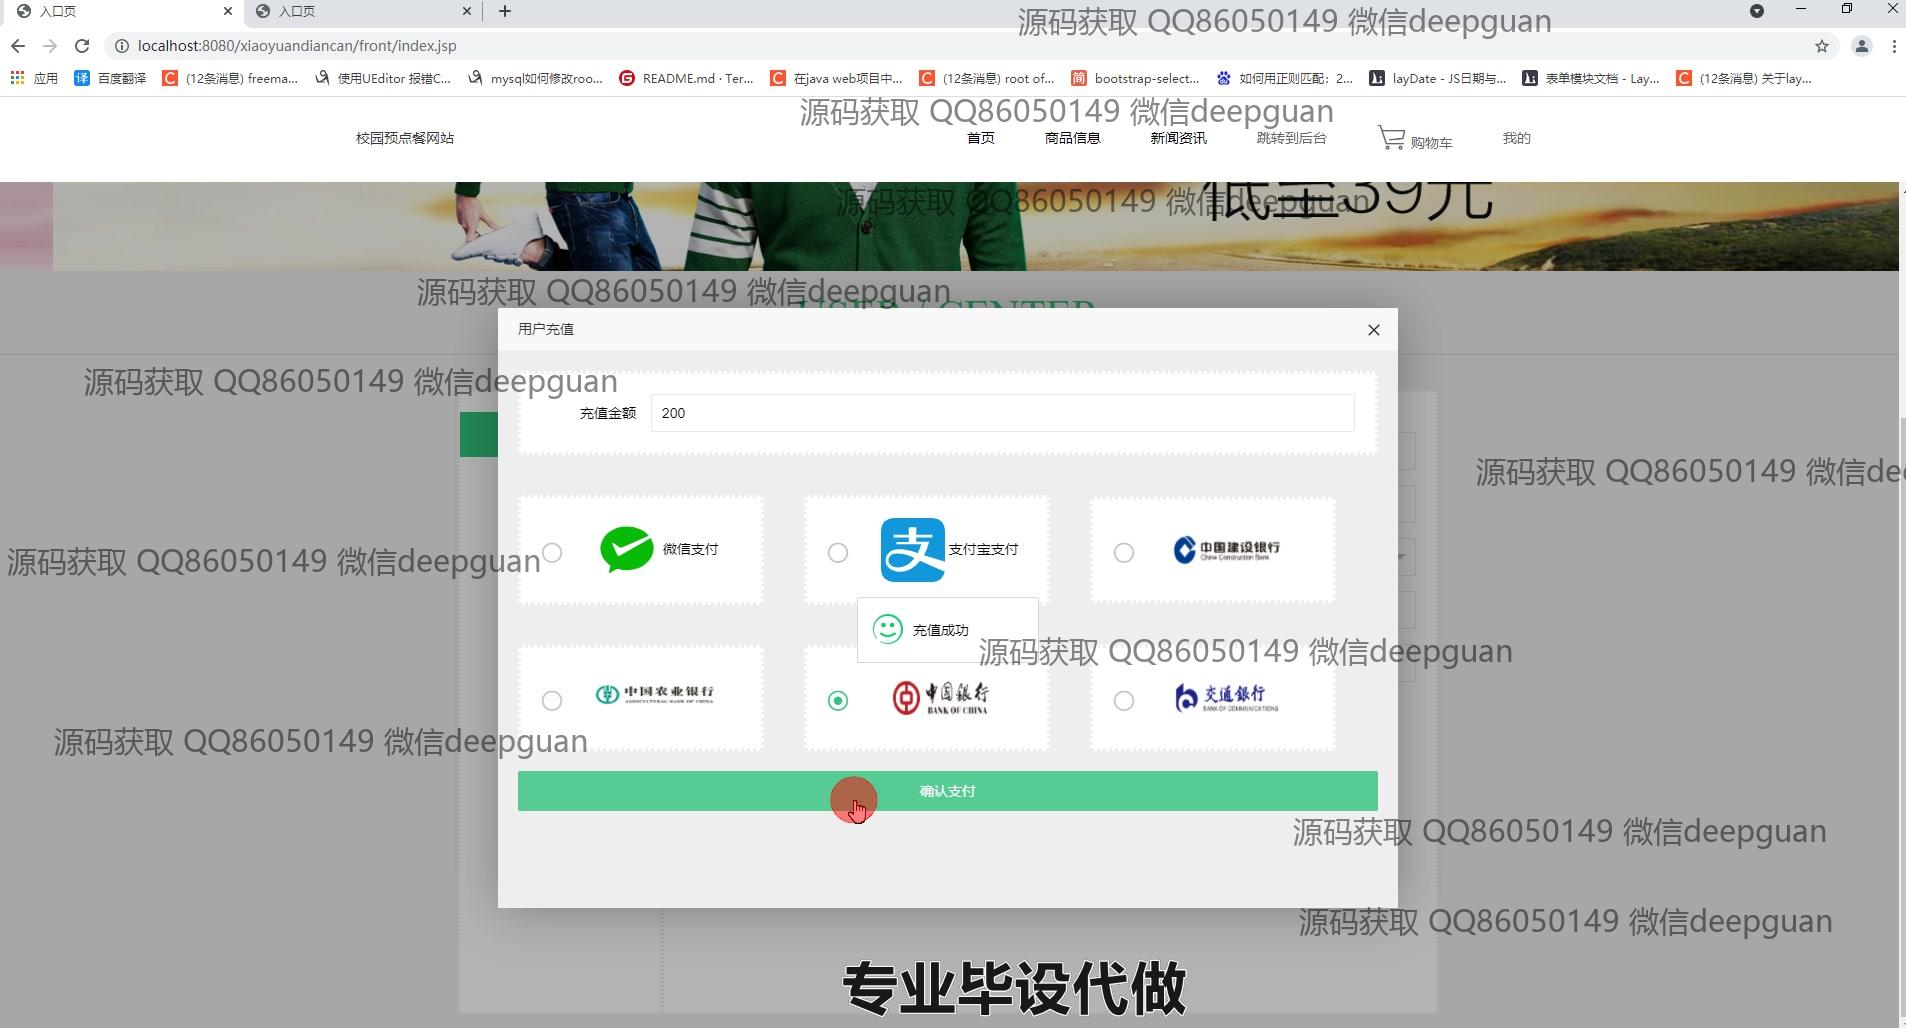 入口页
入口页
源码获取 QQ86050149 微信deepguan
localhost:8080/xiaoyuandiancan/front/index.jsp
应用
百度翻译
(12条消息) freema...
使用UEditor 报错C...
mysql如何修改roo...
README.md · Ter...
在java web项目中...
(12条消息) root of...
bootstrap-select...
如何用正则匹配：2...
layDate - JS日期与...
表单模块文档 - Lay...
(12条消息) 关于lay...
源码获取 QQ86050149 微信deepguan
校园预点餐网站
首页
商品信息
新闻资讯
跳转到后台
购物车
我的
低至39元
源码获取 QQ86050149 微信deepguan
源码获取 QQ86050149 微信deepguan
USER / CENTER
用户充值
源码获取 QQ86050149 微信deepguan
充值金额
200
源码获取 QQ86050149 微信de
微信支付
支付宝支付
中国建设银行
China Construction Bank
源码获取 QQ86050149 微信deepguan
充值成功
源码获取 QQ86050149 微信deepguan
中国农业银行
AGRICULTURAL BANK OF CHINA
中国银行
BANK OF CHINA
交通银行
BANK OF COMMUNICATIONS
源码获取 QQ86050149 微信deepguan
确认支付
源码获取 QQ86050149 微信deepguan
源码获取 QQ86050149 微信deepguan
专业毕设代做